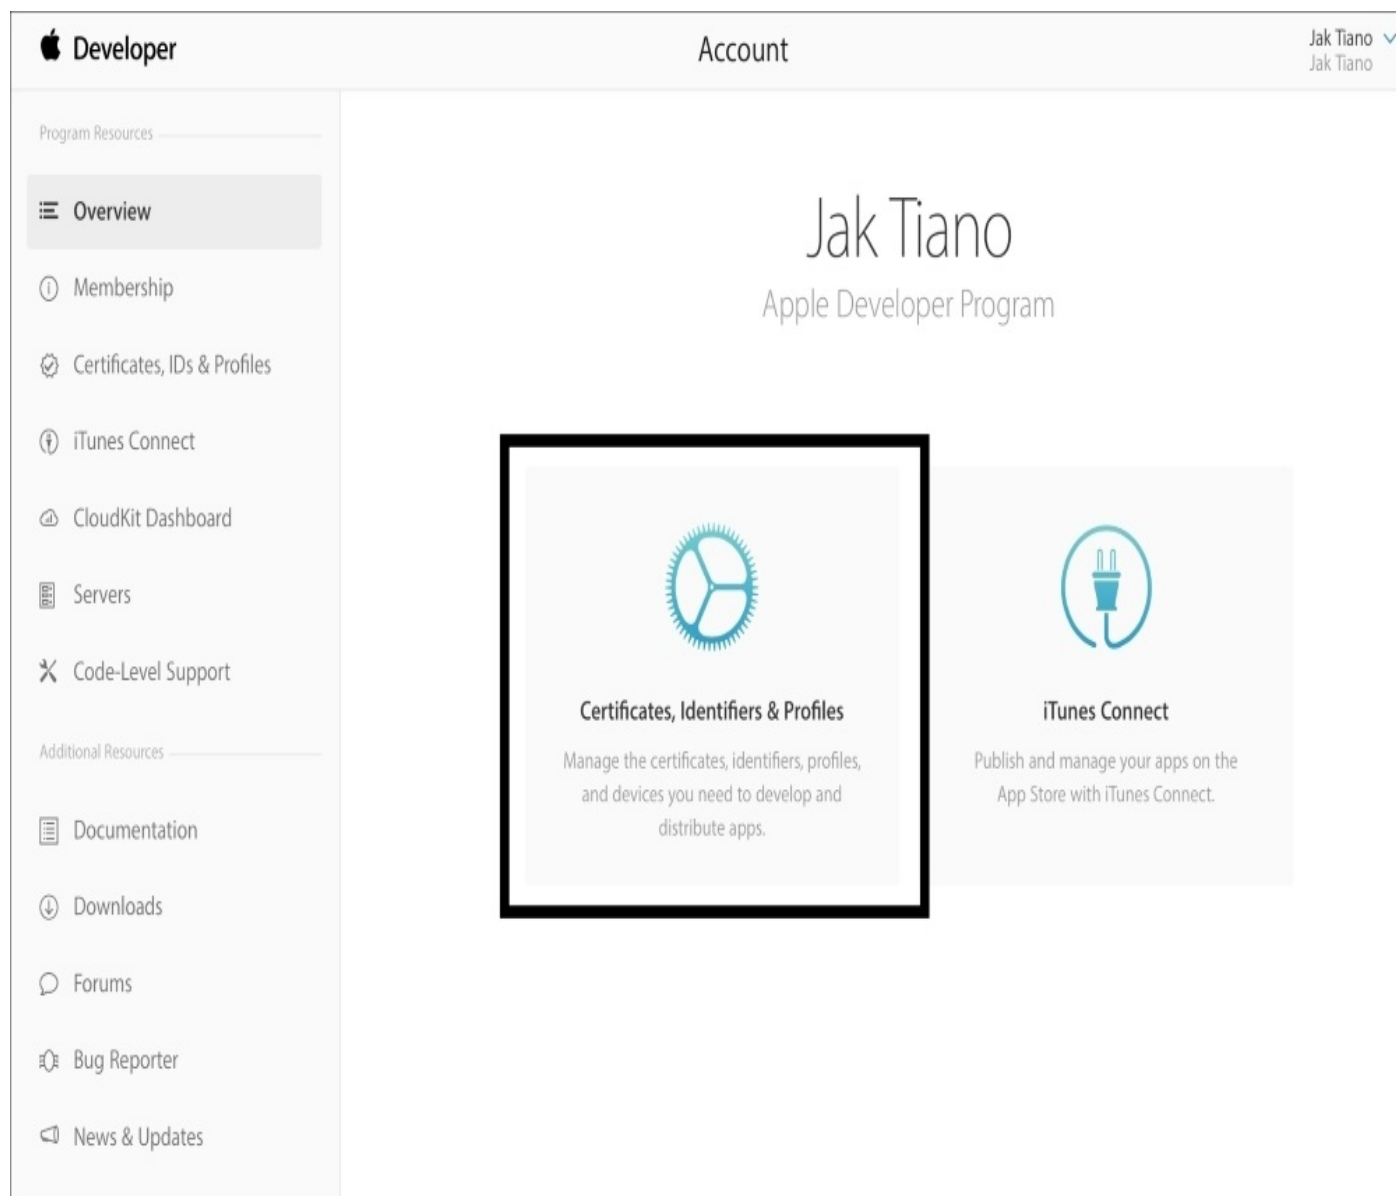 Developer
Account
Jak Tiano
Jak Tiano
Program Resources
Overview
Membership
Certificates, IDs & Profiles
iTunes Connect
CloudKit Dashboard
Servers
Code-Level Support
Additional Resources
Documentation
Downloads
Forums
Bug Reporter
News & Updates
Jak Tiano
Apple Developer Program
Certificates, Identifiers & Profiles
Manage the certificates, identifiers, profiles,
and devices you need to develop and
distribute apps.
iTunes Connect
Publish and manage your apps on the
App Store with iTunes Connect.